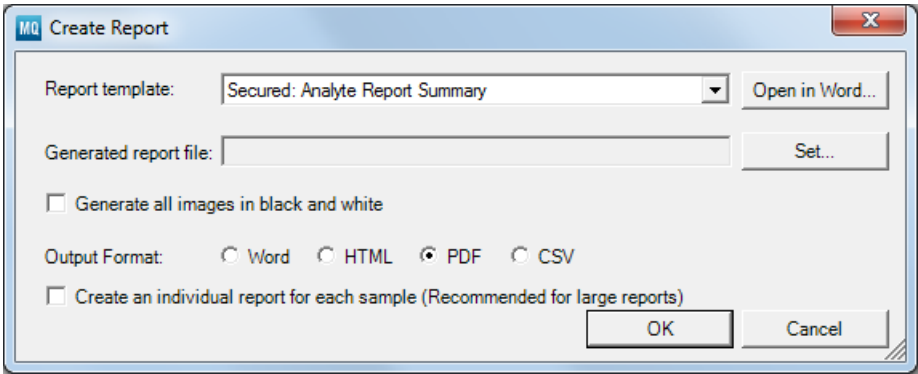 MQ Create Report X
Report template: Secured: Analyte Report Summary Open in Word...
Generated report file: Set...
Generate all images in black and white
Output Format: Word HTML PDF CSV
Create an individual report for each sample (Recommended for large reports)
OK Cancel